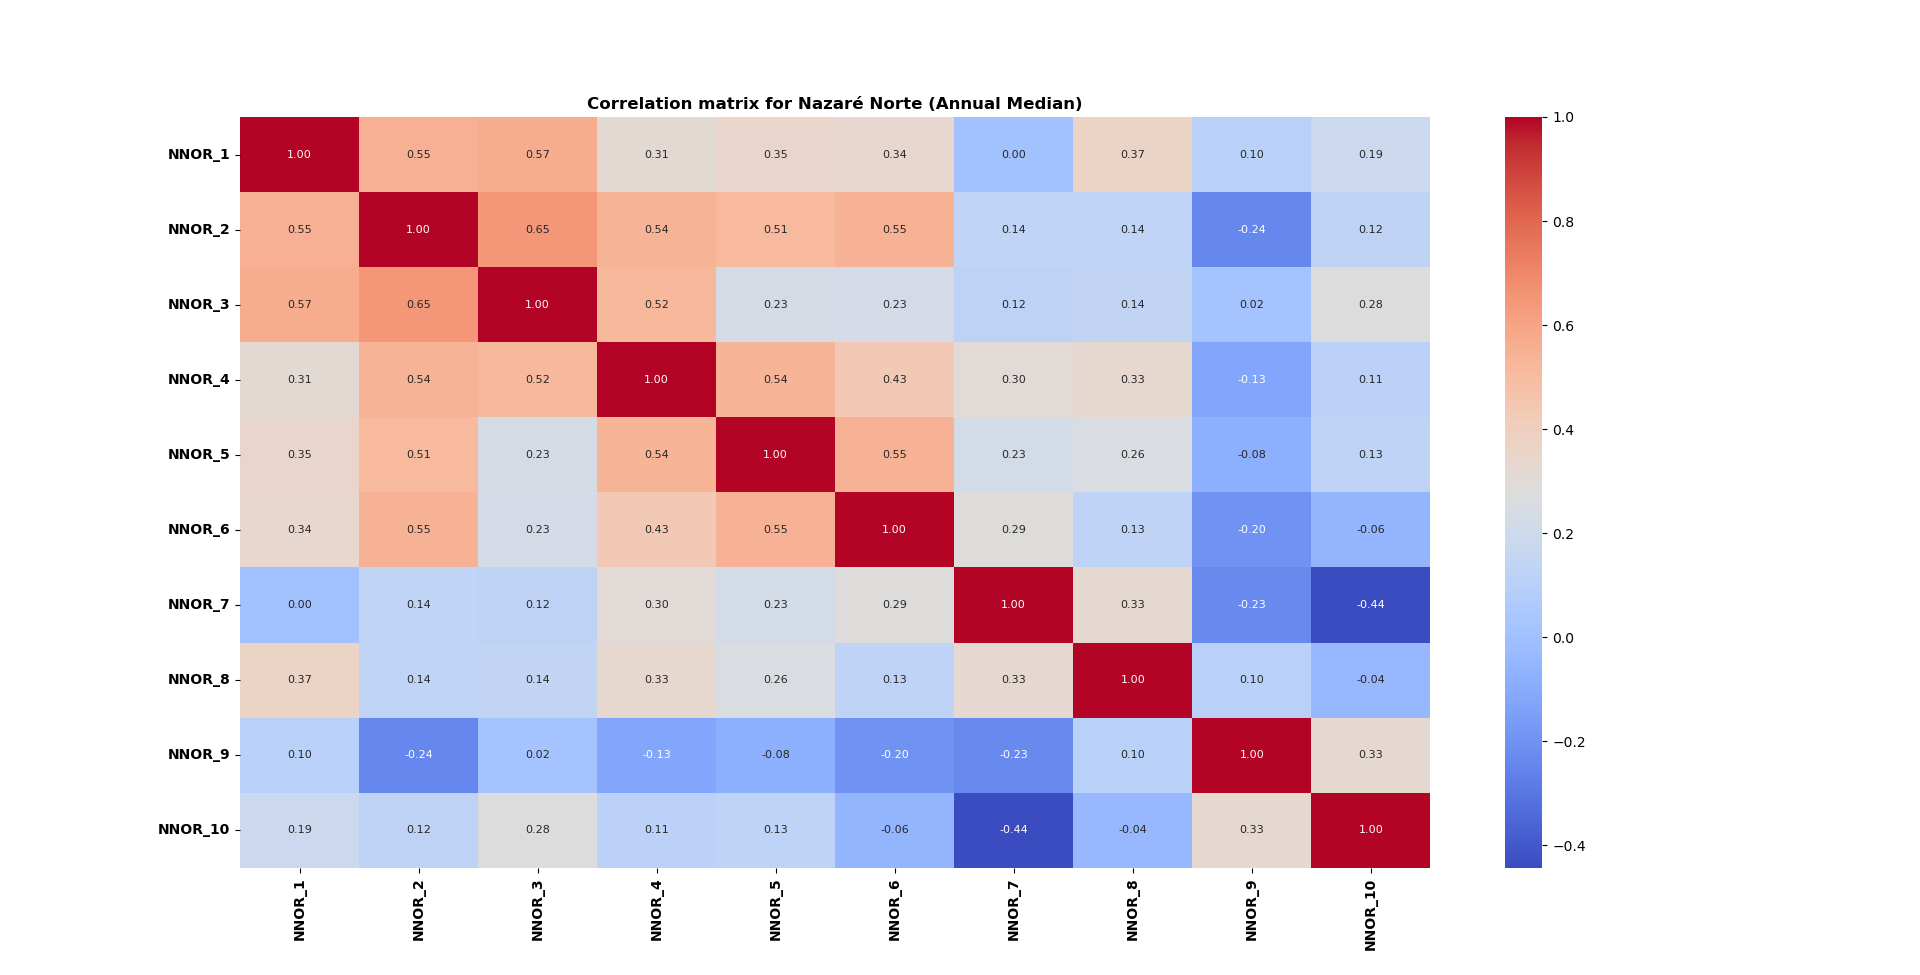 Correlation matrix for Nazaré Norte (Annual Median)
NNOR_1 1.00 0.55 0.57 0.31 0.35 0.34 0.00 0.37 0.10 0.19
NNOR_2 0.55 1.00 0.65 0.54 0.51 0.55 0.14 0.14 -0.24 0.12
NNOR_3 0.57 0.65 1.00 0.52 0.23 0.23 0.12 0.14 0.02 0.28
NNOR_4 0.31 0.54 0.52 1.00 0.54 0.43 0.30 0.33 -0.13 0.11
NNOR_5 0.35 0.51 0.23 0.54 1.00 0.55 0.23 0.26 -0.08 0.13
NNOR_6 0.34 0.55 0.23 0.43 0.55 1.00 0.29 0.13 -0.20 -0.06
NNOR_7 0.00 0.14 0.12 0.30 0.23 0.29 1.00 0.33 -0.23 -0.44
NNOR_8 0.37 0.14 0.14 0.33 0.26 0.13 0.33 1.00 0.10 -0.04
NNOR_9 0.10 -0.24 0.02 -0.13 -0.08 -0.20 -0.23 0.10 1.00 0.33
NNOR_10 0.19 0.12 0.28 0.11 0.13 -0.06 -0.44 -0.04 0.33 1.00
NNOR_1 NNOR_2 NNOR_3 NNOR_4 NNOR_5 NNOR_6 NNOR_7 NNOR_8 NNOR_9 NNOR_10
1.0
0.8
0.6
0.4
0.2
0.0
−0.2
−0.4